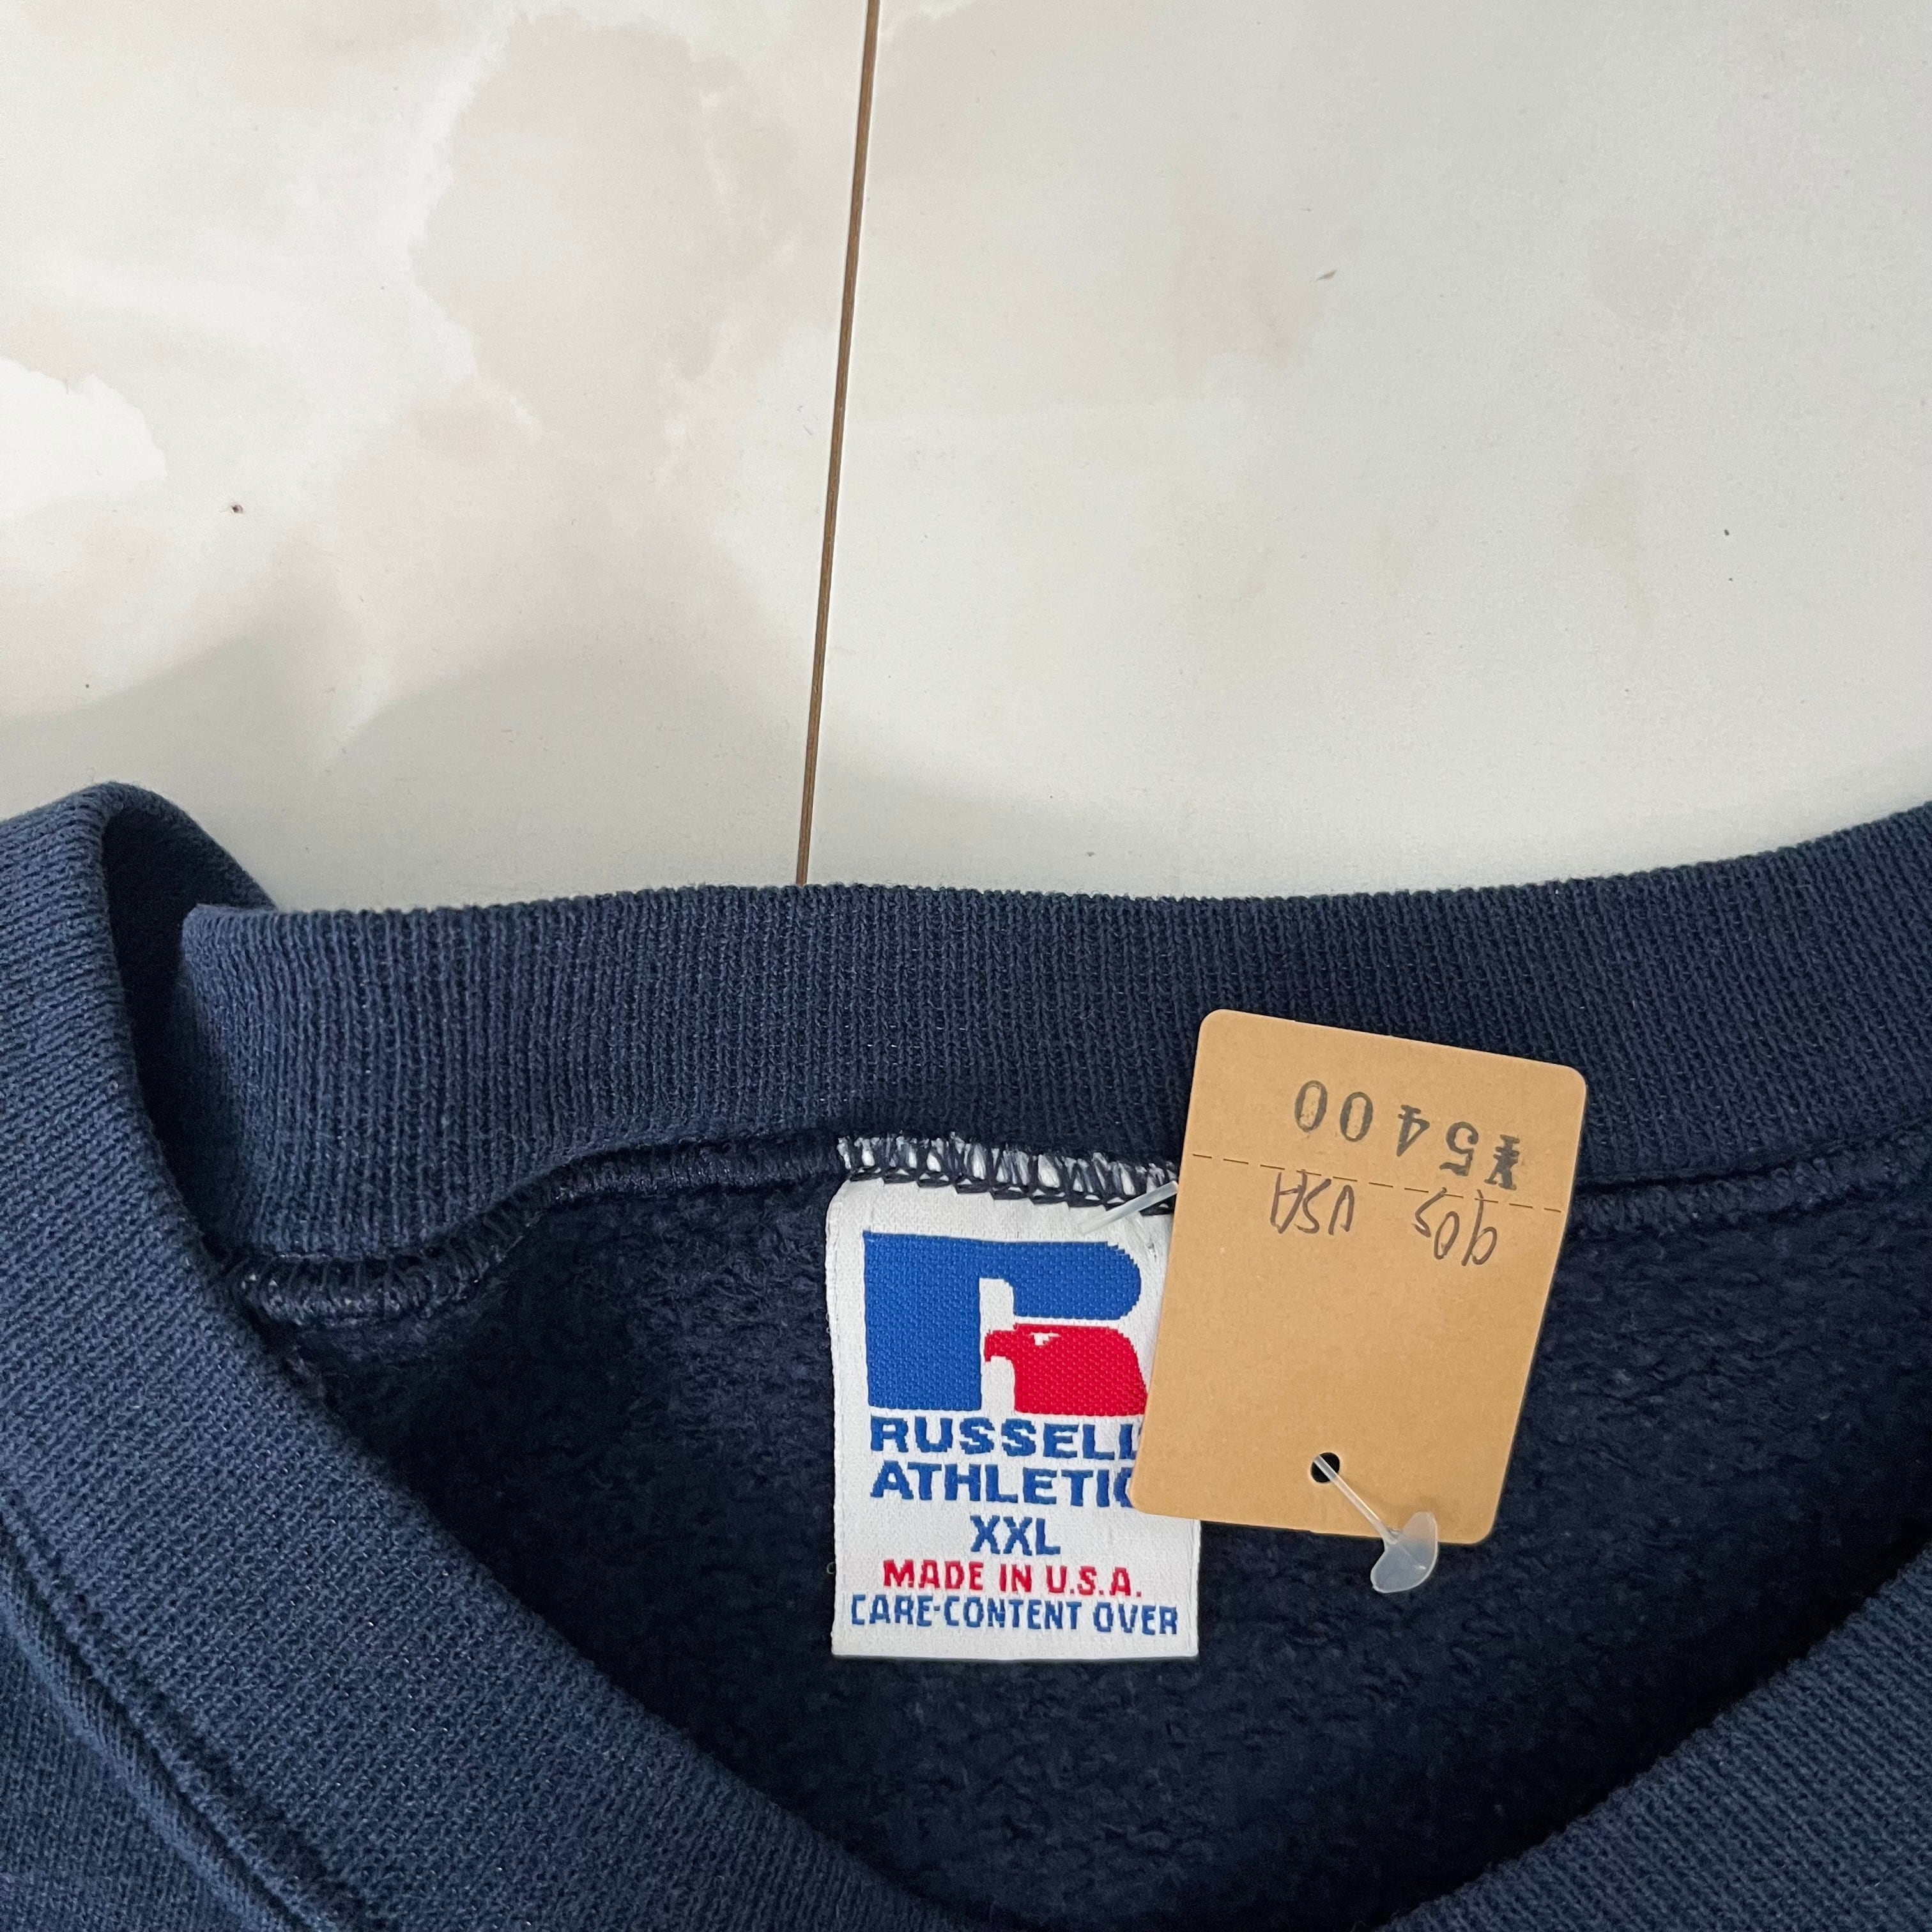 ¥5400
90s USA
RUSSELL
ATHLETIC
XXL
MADE IN U.S.A.
CARE-CONTENT OVER